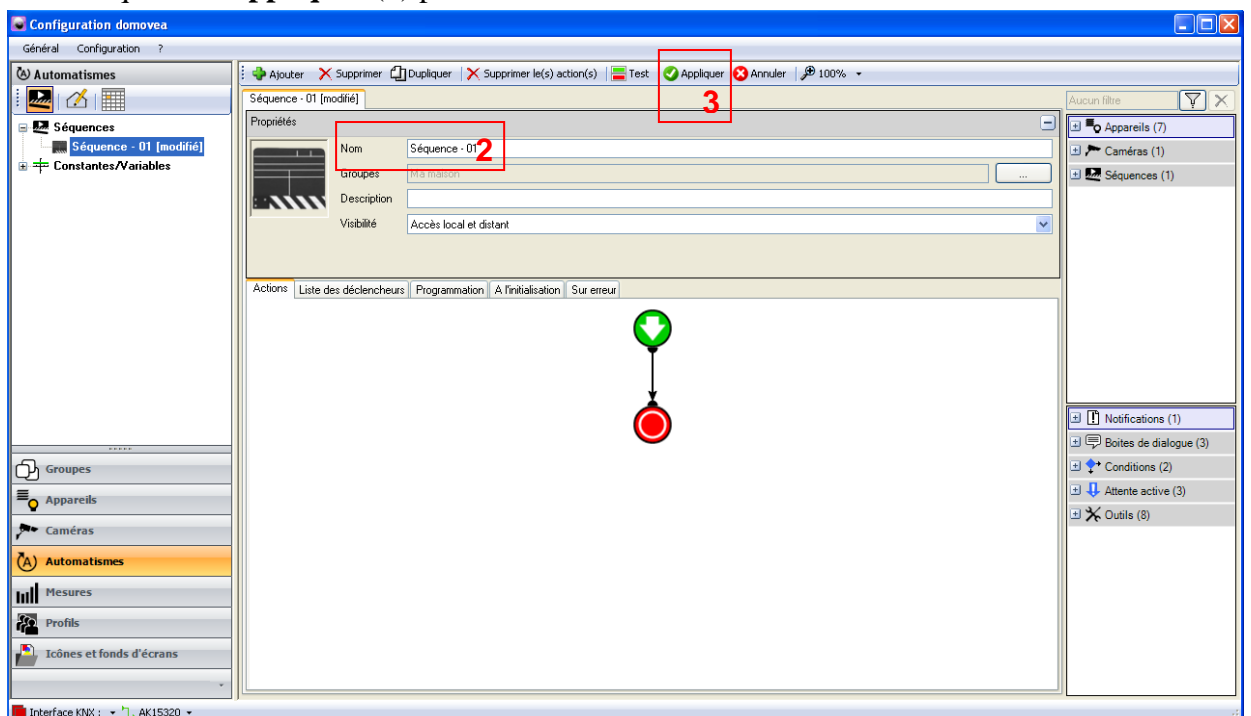 Appliquer
Configuration domovea
Général Configuration ?
Automatismes
Ajouter Supprimer Dupliquer Supprimer le(s) action(s) Test Appliquer Annuler 100%
3
Séquences
Séquence - 01 [modifié]
Constantes/Variables
Séquence - 01 [modifié]
Propriétés
Nom Séquence - 01
2
Groupes Ma maison ...
Description
Visibilité Accès local et distant
Actions Liste des déclencheurs Programmation A l'initialisation Sur erreur
Aucun filtre
Appareils (7)
Caméras (1)
Séquences (1)
Notifications (1)
Boites de dialogue (3)
Conditions (2)
Attente active (3)
Outils (8)
Groupes
Appareils
Caméras
Automatismes
Mesures
Profils
Icônes et fonds d'écrans
Interface KNX : AK15320